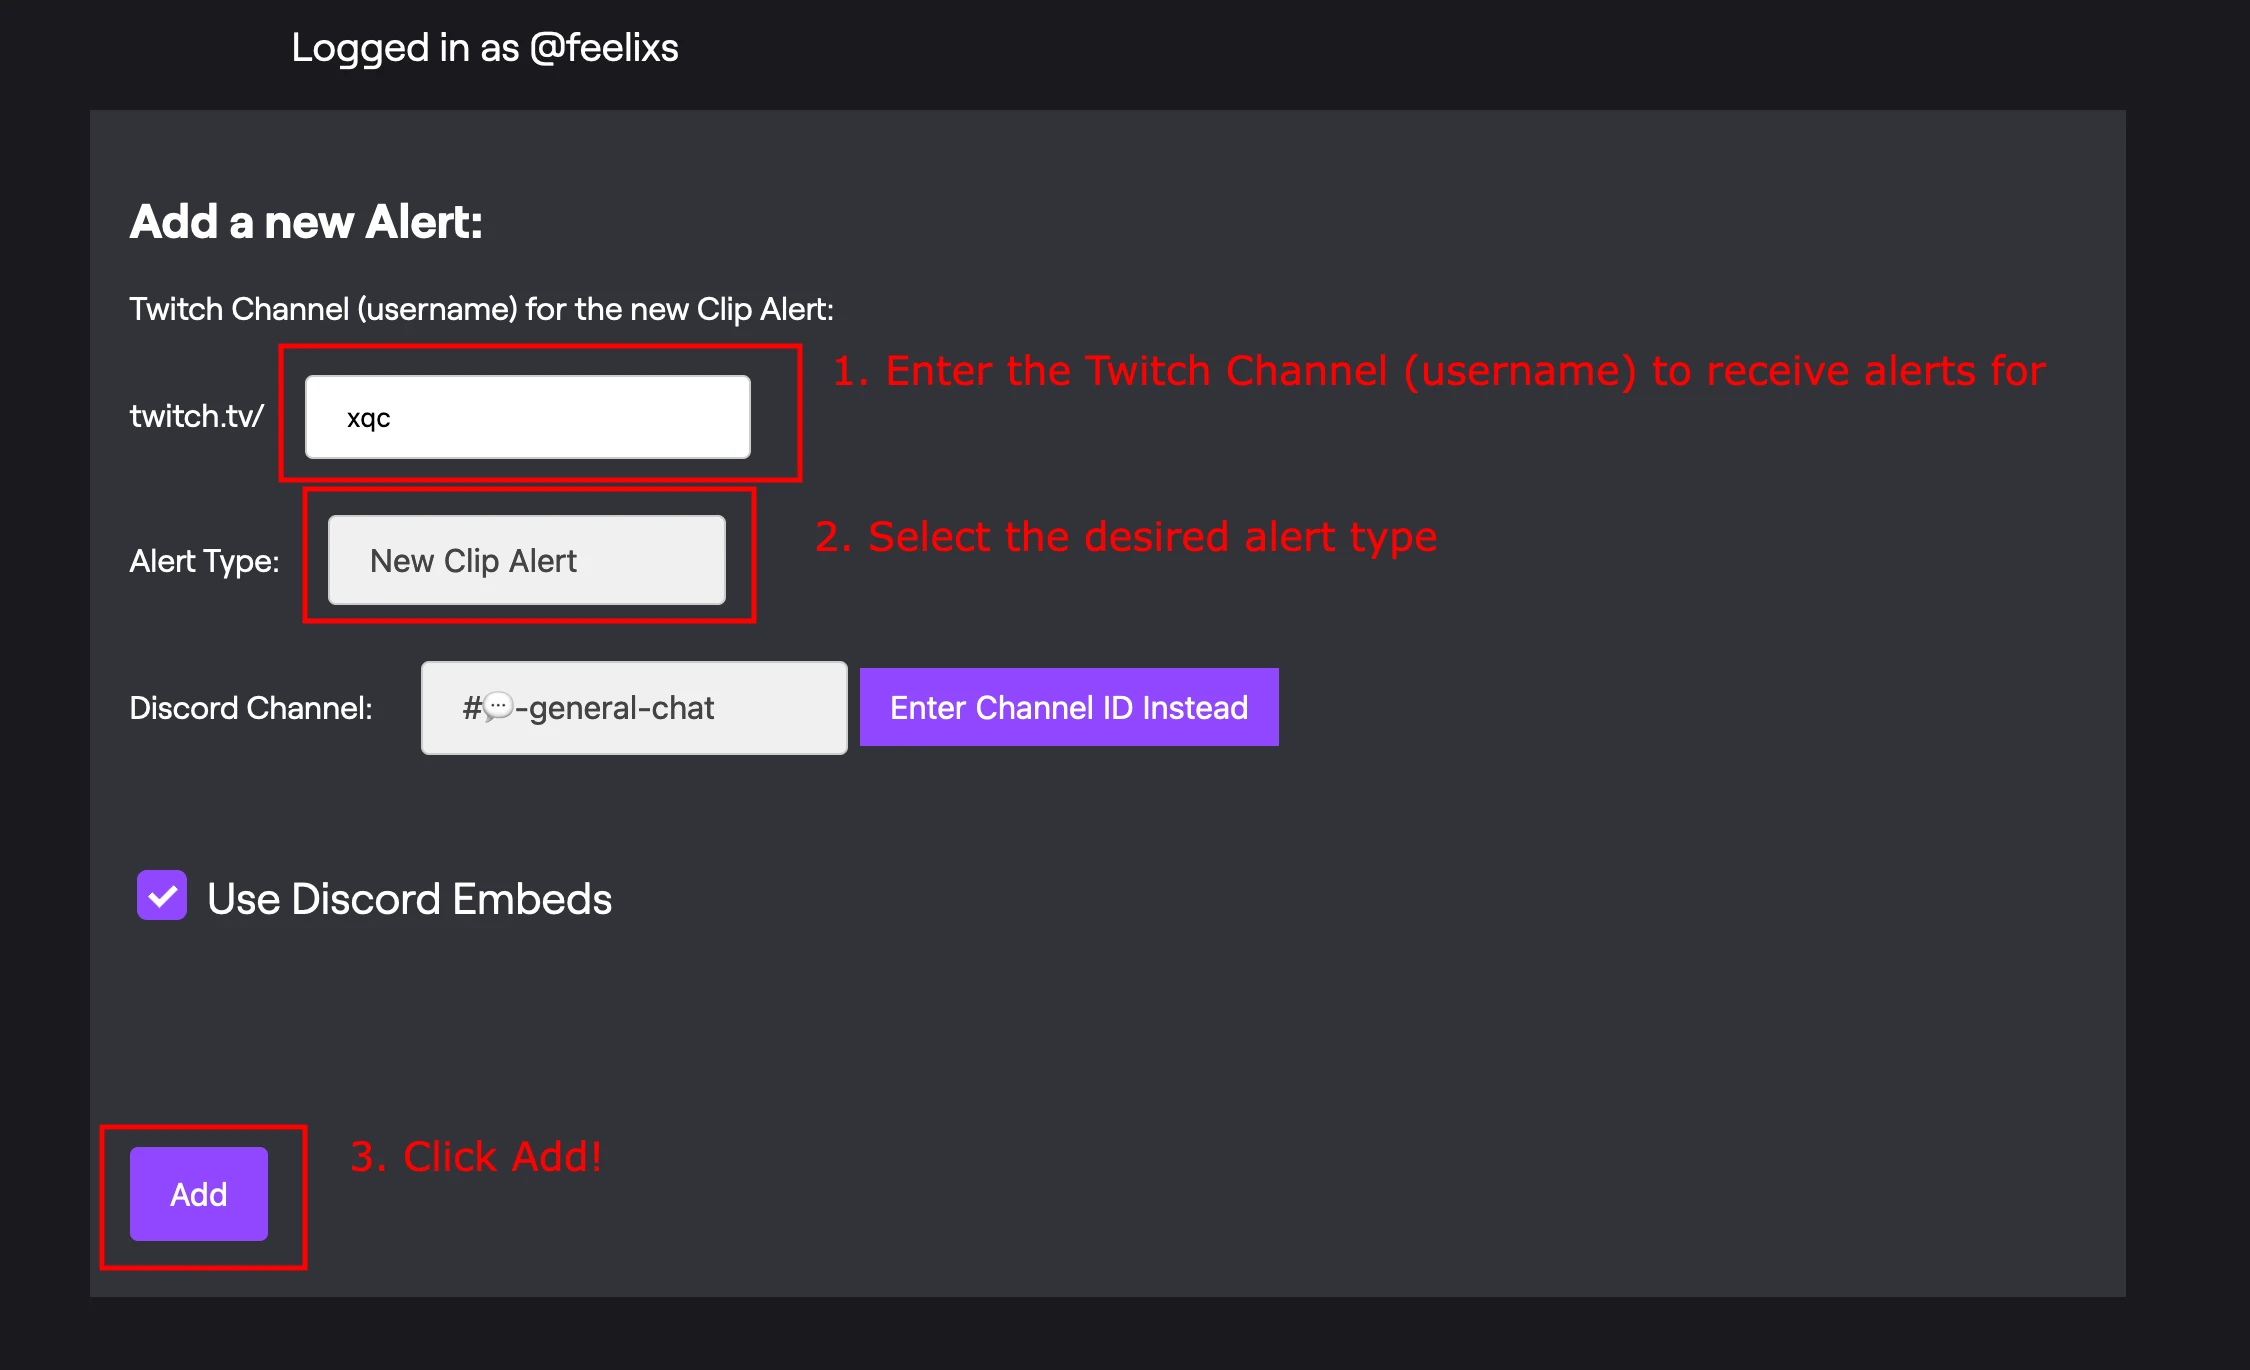 Logged in as @feelixs
Add a new Alert:
Twitch Channel (username) for the new Clip Alert:
1. Enter the Twitch Channel (username) to receive alerts for
twitch.tv/ xqc
2. Select the desired alert type
Alert Type: New Clip Alert
Discord Channel: #💬-general-chat Enter Channel ID Instead
Use Discord Embeds
3. Click Add!
Add